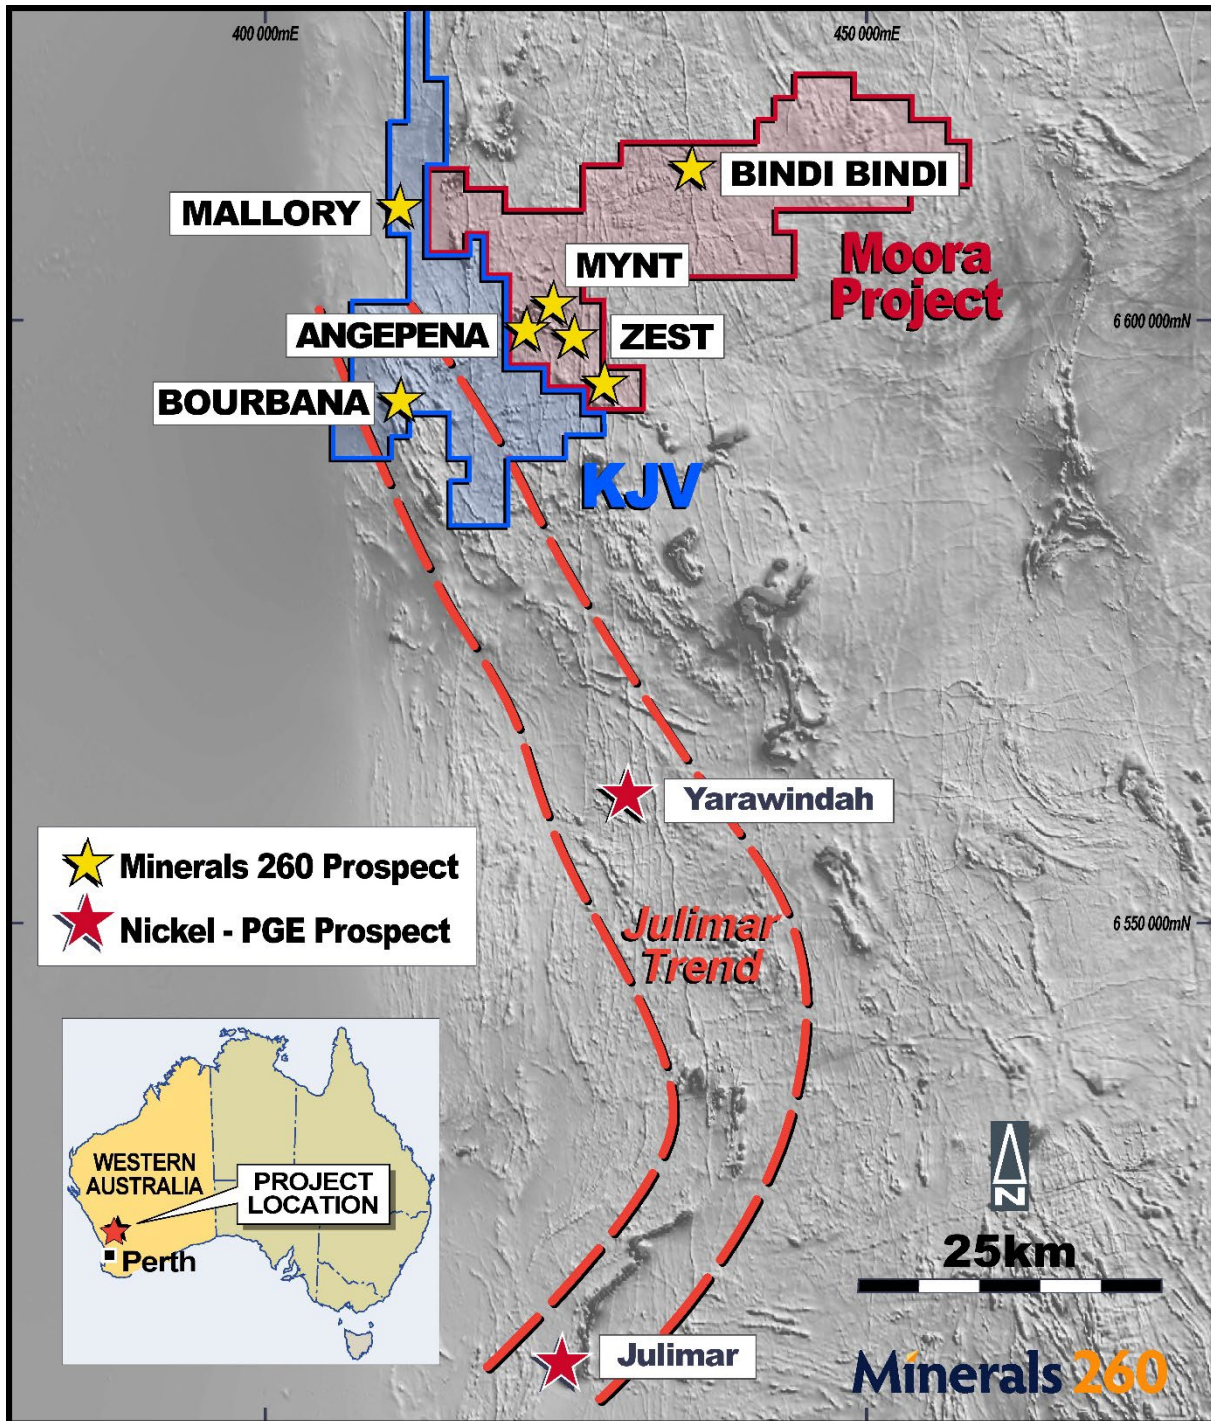 400 000mE
450 000mE
BINDI BINDI
MALLORY
Moora
Project
MYNT
ANGEPENA
ZEST
6 600 000mN
BOURBANA
KJV
Yarawindah
Minerals 260 Prospect
Nickel - PGE Prospect
Julimar
Trend
6 550 000mN
WESTERN
AUSTRALIA
PROJECT
LOCATION
Perth
N
25km
Julimar
Minerals 260